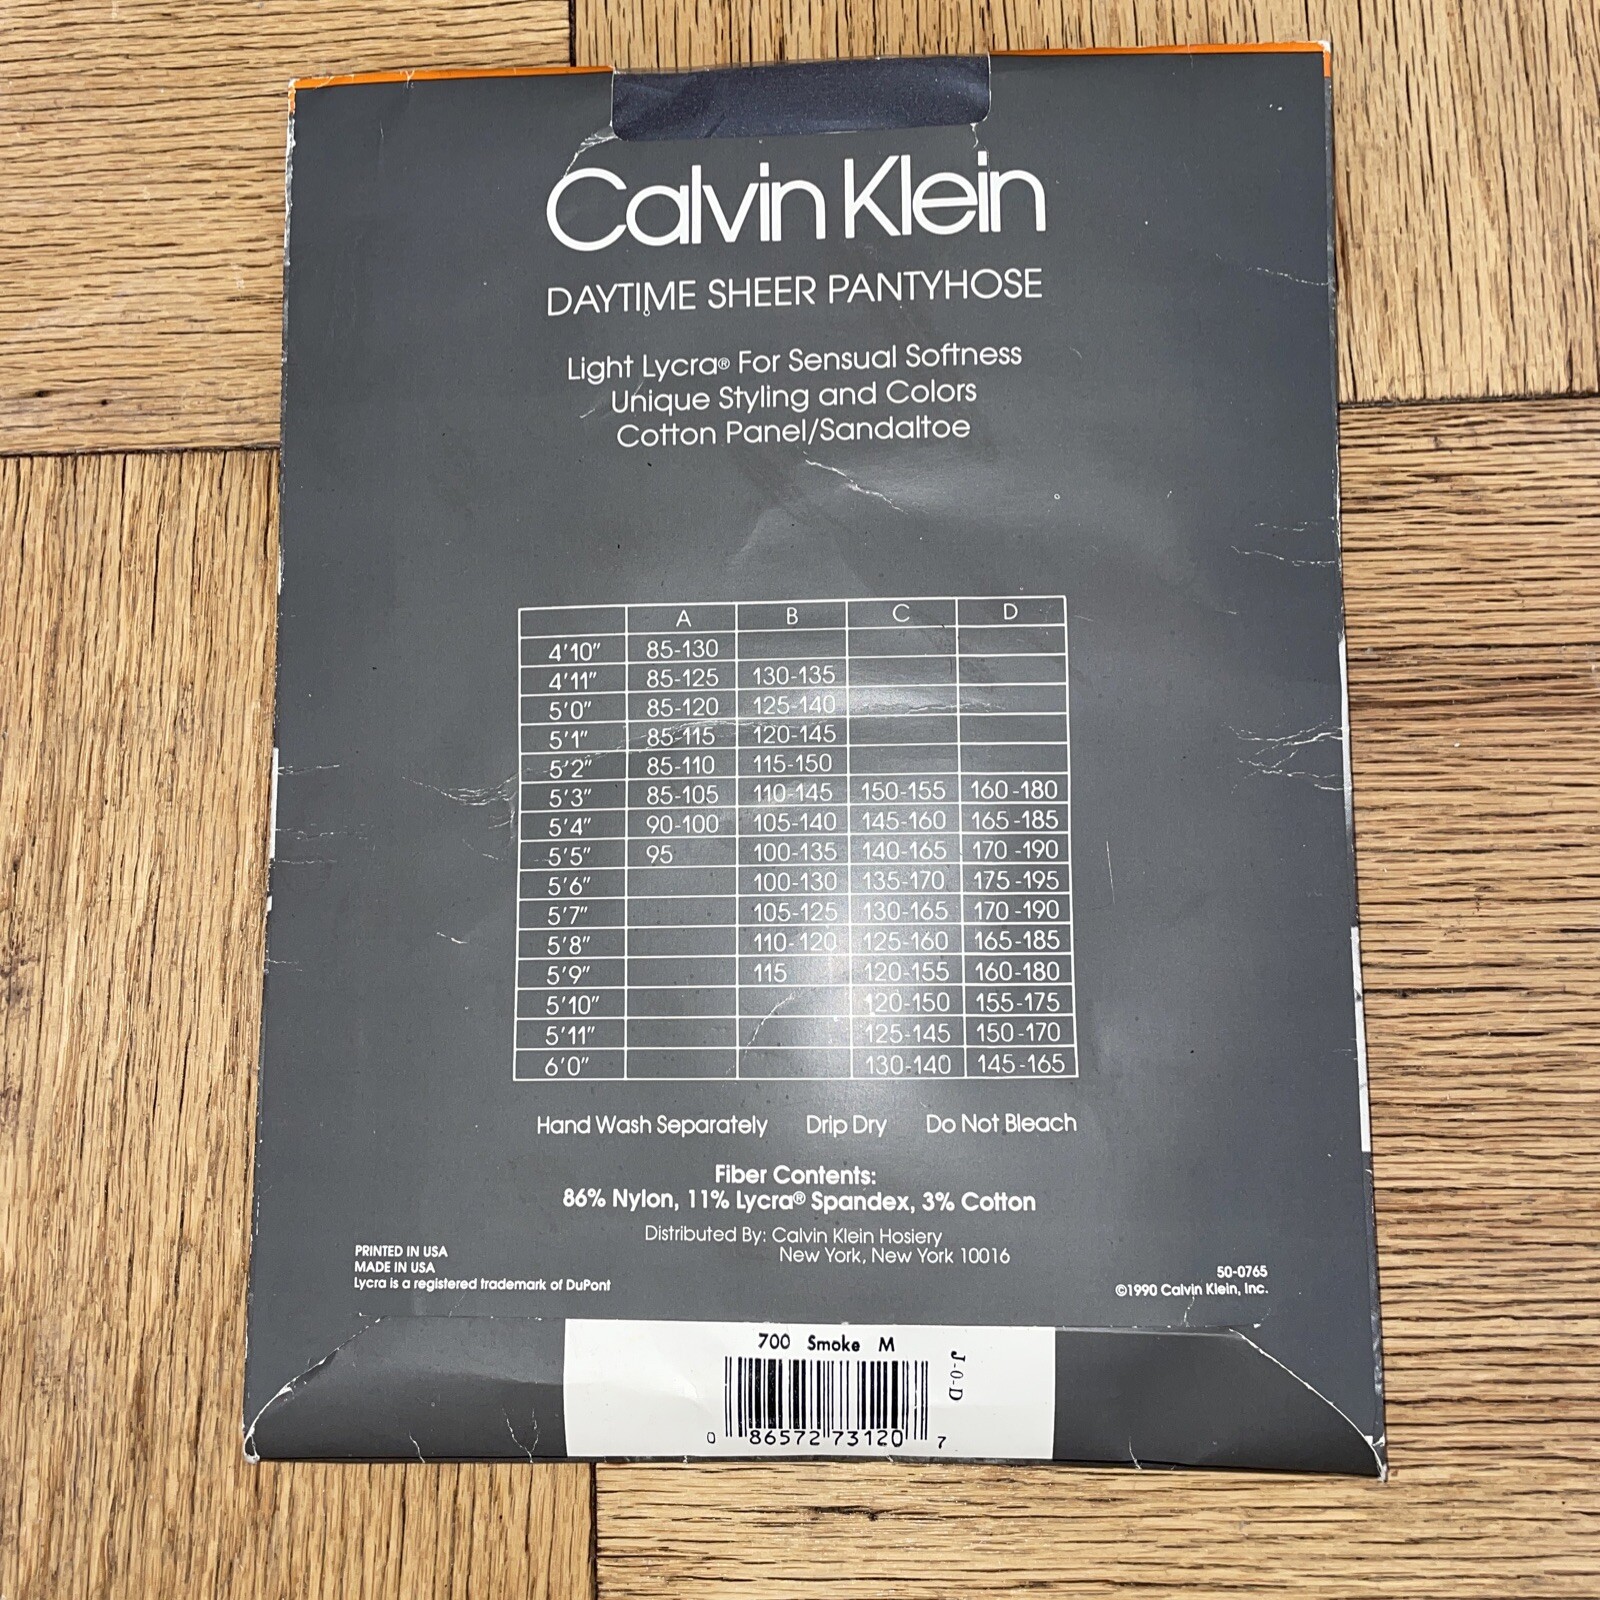 Calvin Klein
DAYTIME SHEER PANTYHOSE
Light Lycra® For Sensual Softness
Unique Styling and Colors
Cotton Panel/Sandaltoe
A B C D
4'10" 85-130
4'11" 85-125 130-135
5'0" 85-120 125-140
5'1" 85-115 120-145
5'2" 85-110 115-150
5'3" 85-105 110-145 150-155 160-180
5'4" 90-100 105-140 145-160 165-185
5'5" 95 100-135 140-165 170-190
5'6" 100-130 135-170 175-195
5'7" 105-125 130-165 170-190
5'8" 110-120 125-160 165-185
5'9" 115 120-155 160-180
5'10" 120-150 155-175
5'11" 125-145 150-170
6'0" 130-140 145-165
Hand Wash Separately Drip Dry Do Not Bleach
Fiber Contents:
86% Nylon, 11% Lycra® Spandex, 3% Cotton
Distributed By: Calvin Klein Hosiery
New York, New York 10016
PRINTED IN USA
MADE IN USA
Lycra is a registered trademark of DuPont
50-0765
©1990 Calvin Klein, Inc.
700 Smoke M
J-0-D
0 86572 73120 7